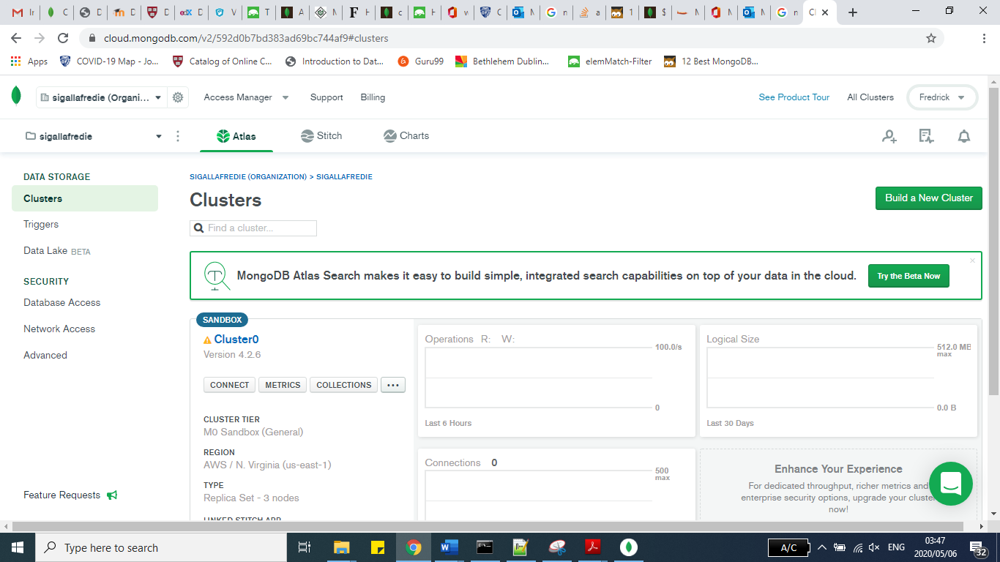 cloud.mongodb.com/v2/592d0b7bd383ad69bc744af9#clusters
Apps COVID-19 Map - Jo... Catalog of Online C... Introduction to Dat... Guru99 Bethlehem Dublin... elemMatch-Filter 12 Best MongoDB...
sigallafredie (Organi... Access Manager Support Billing See Product Tour All Clusters Fredrick
sigallafredie Atlas Stitch Charts
DATA STORAGE
Clusters
Triggers
Data Lake BETA
SECURITY
Database Access
Network Access
Advanced
Feature Requests
SIGALLAFREDIE (ORGANIZATION) > SIGALLAFREDIE
Clusters
Build a New Cluster
Find a cluster...
MongoDB Atlas Search makes it easy to build simple, integrated search capabilities on top of your data in the cloud. Try the Beta Now
SANDBOX
Cluster0
Version 4.2.6
CONNECT METRICS COLLECTIONS ...
CLUSTER TIER
M0 Sandbox (General)
REGION
AWS / N. Virginia (us-east-1)
TYPE
Replica Set - 3 nodes
LINKED STITCH APP
Operations R: W:
100.0/s
0
Last 6 Hours
Logical Size
512.0 MB
max
0.0 B
Last 30 Days
Connections 0
500
max
Enhance Your Experience
For dedicated throughput, richer metrics and
enterprise security options, upgrade your cluster
now!
Type here to search
A/C
ENG
03:47
2020/05/06
32